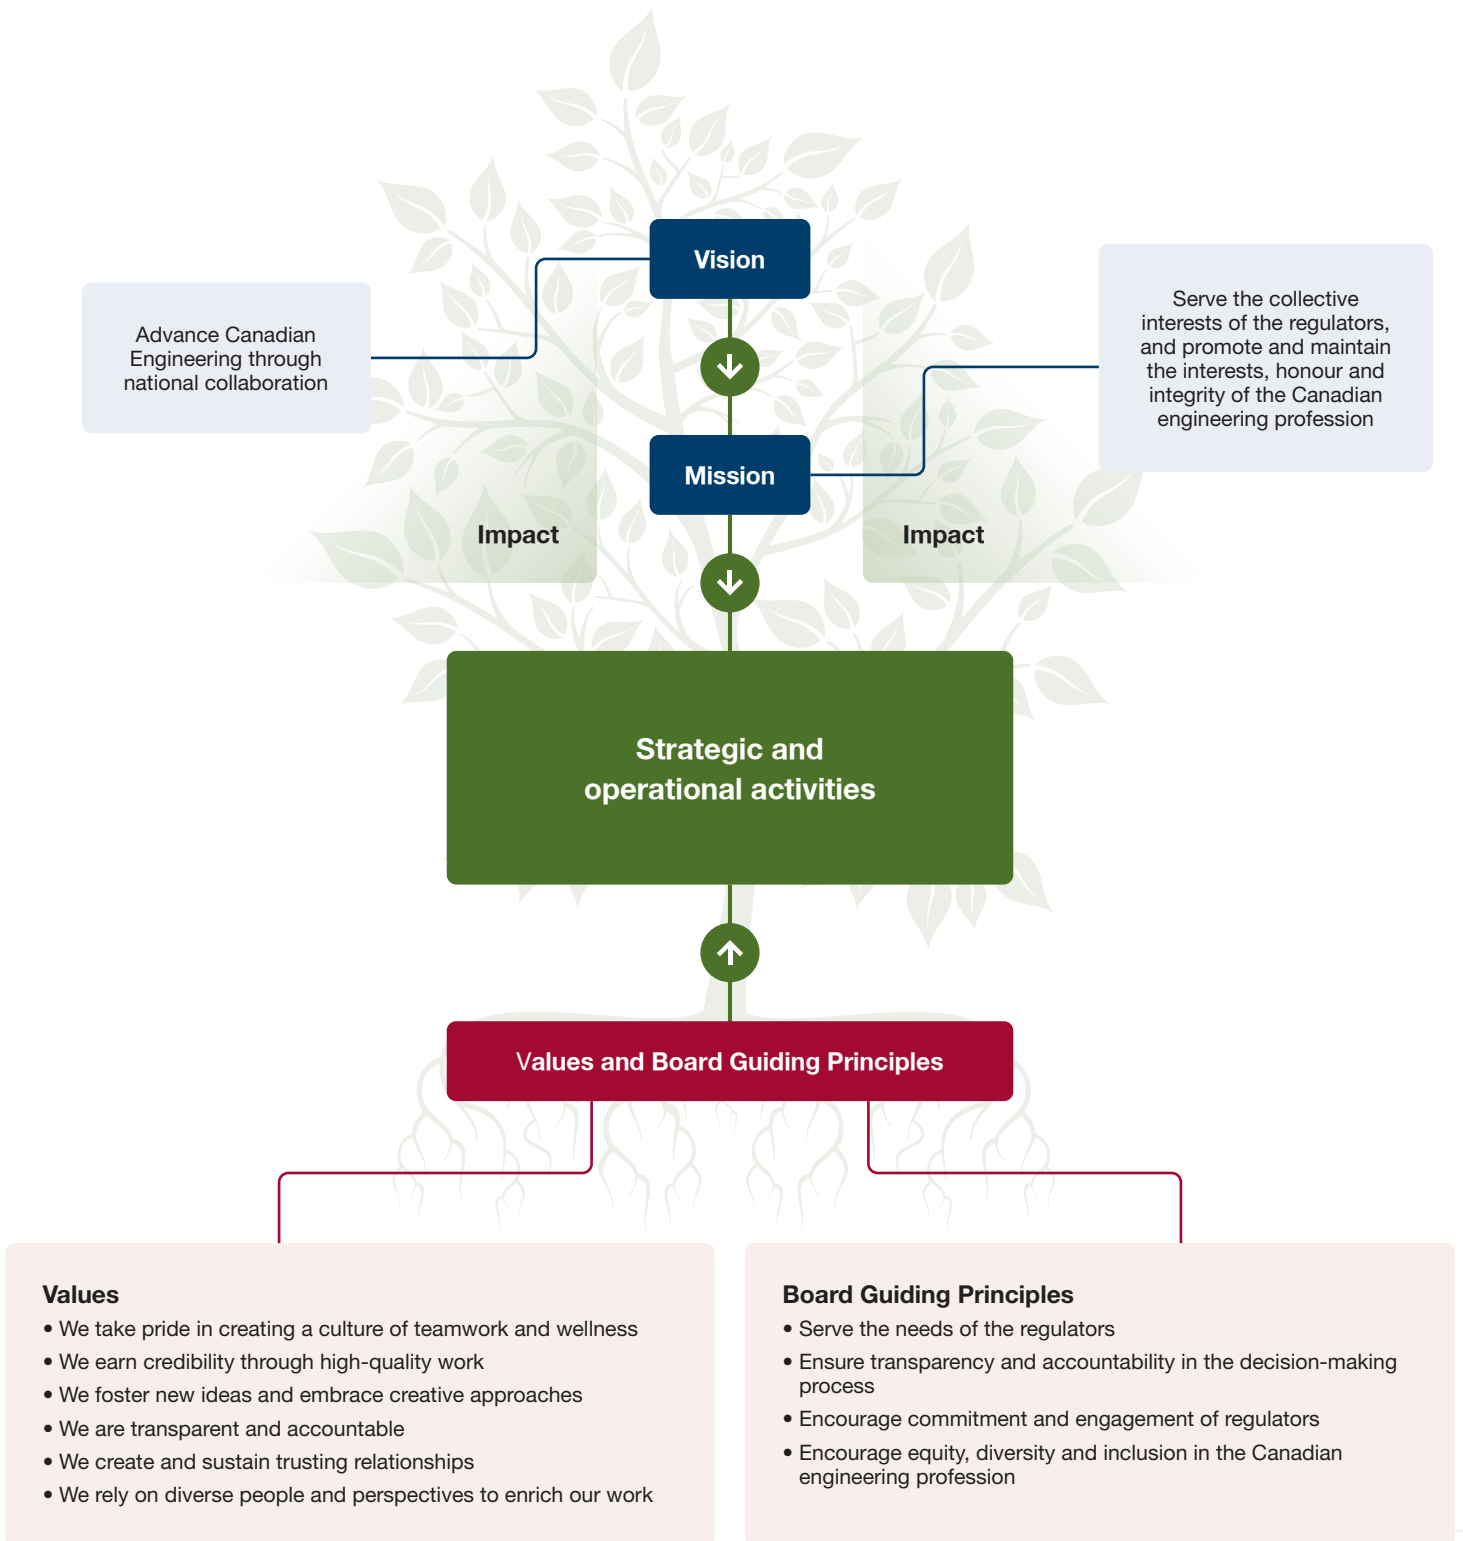 Vision
Advance Canadian
Engineering through
national collaboration
Serve the collective
interests of the regulators,
and promote and maintain
the interests, honour and
integrity of the Canadian
engineering profession
Mission
Impact
Impact
Strategic and
operational activities
Values and Board Guiding Principles
Values
• We take pride in creating a culture of teamwork and wellness
• We earn credibility through high-quality work
• We foster new ideas and embrace creative approaches
• We are transparent and accountable
• We create and sustain trusting relationships
• We rely on diverse people and perspectives to enrich our work
Board Guiding Principles
• Serve the needs of the regulators
• Ensure transparency and accountability in the decision-making
process
• Encourage commitment and engagement of regulators
• Encourage equity, diversity and inclusion in the Canadian
engineering profession